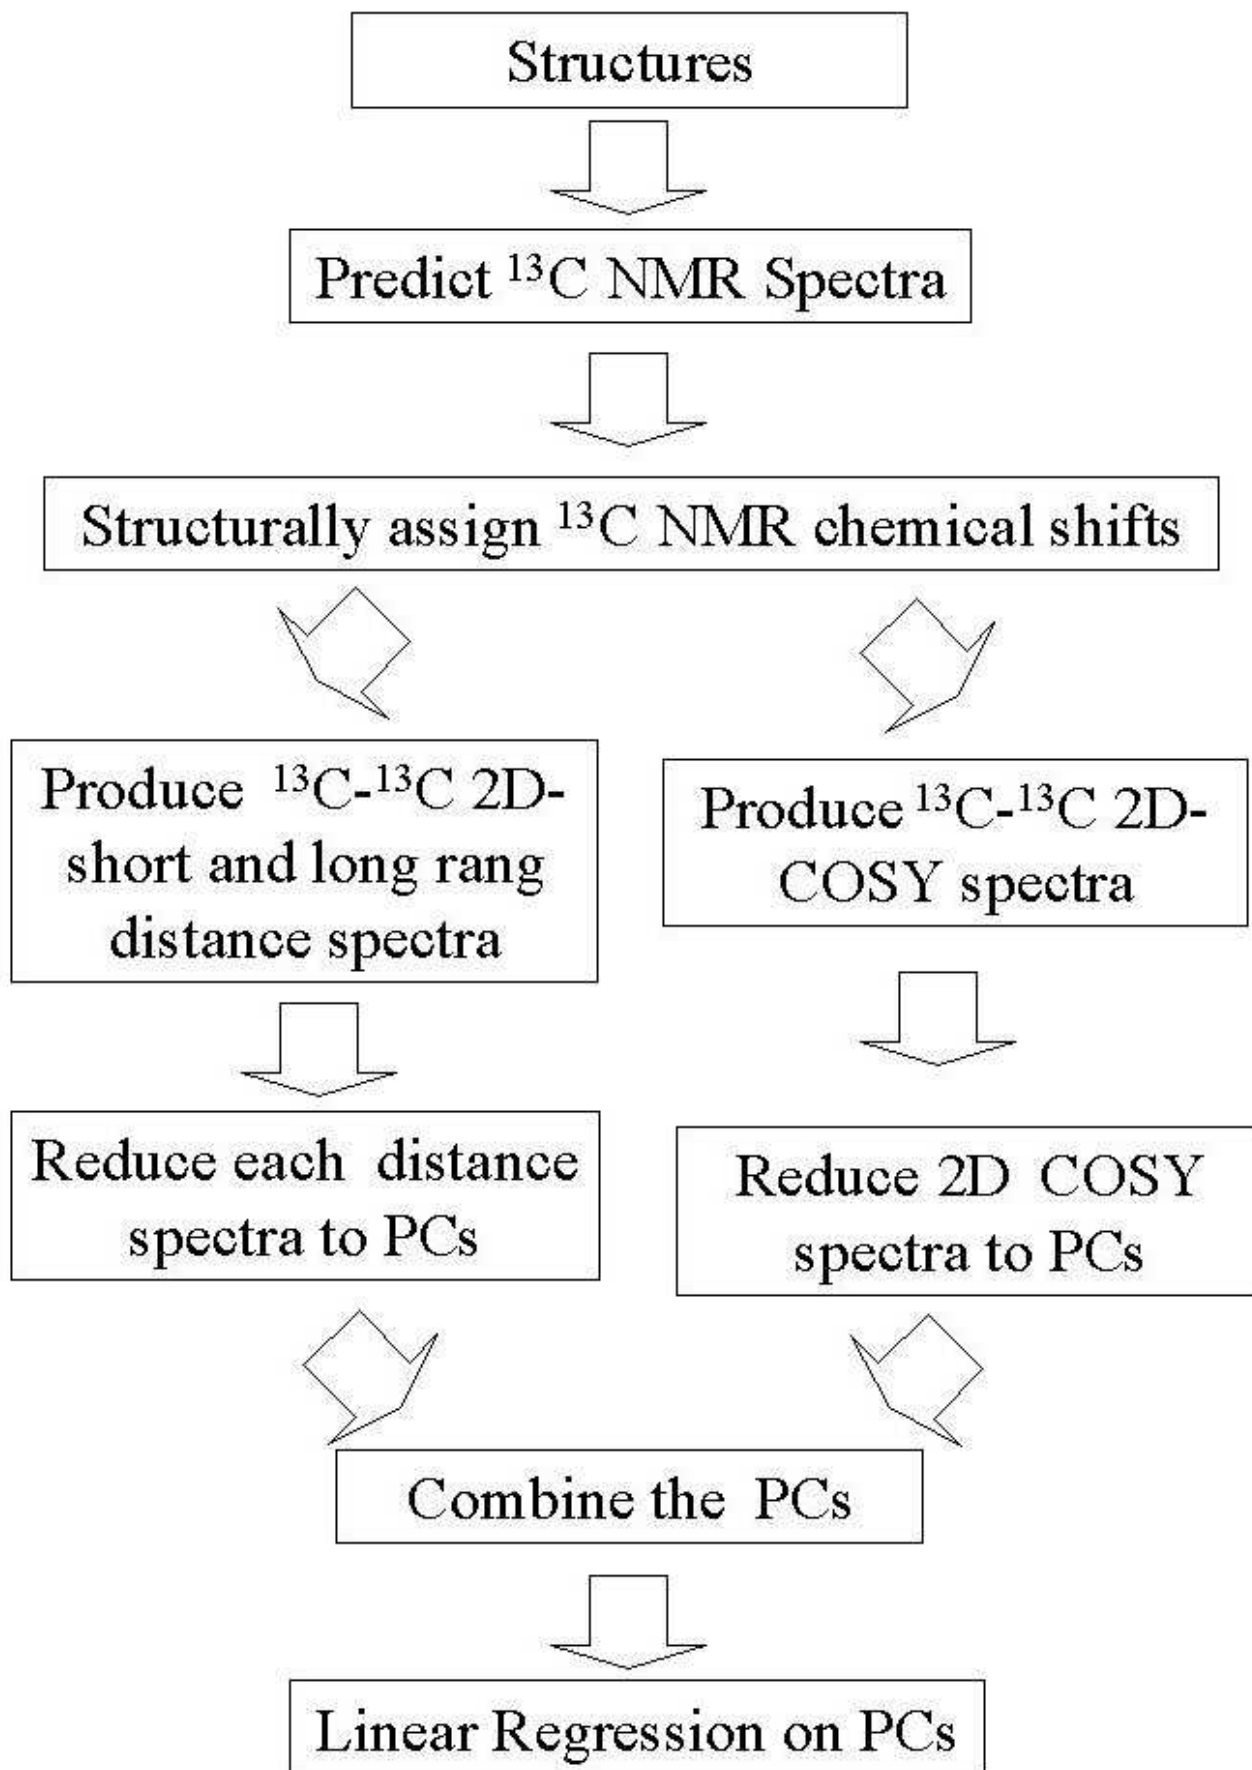 Structures
Predict ¹³C NMR Spectra
Structurally assign ¹³C NMR chemical shifts
Produce ¹³C-¹³C 2D-
short and long rang
distance spectra
Produce ¹³C-¹³C 2D-
COSY spectra
Reduce each distance
spectra to PCs
Reduce 2D COSY
spectra to PCs
Combine the PCs
Linear Regression on PCs